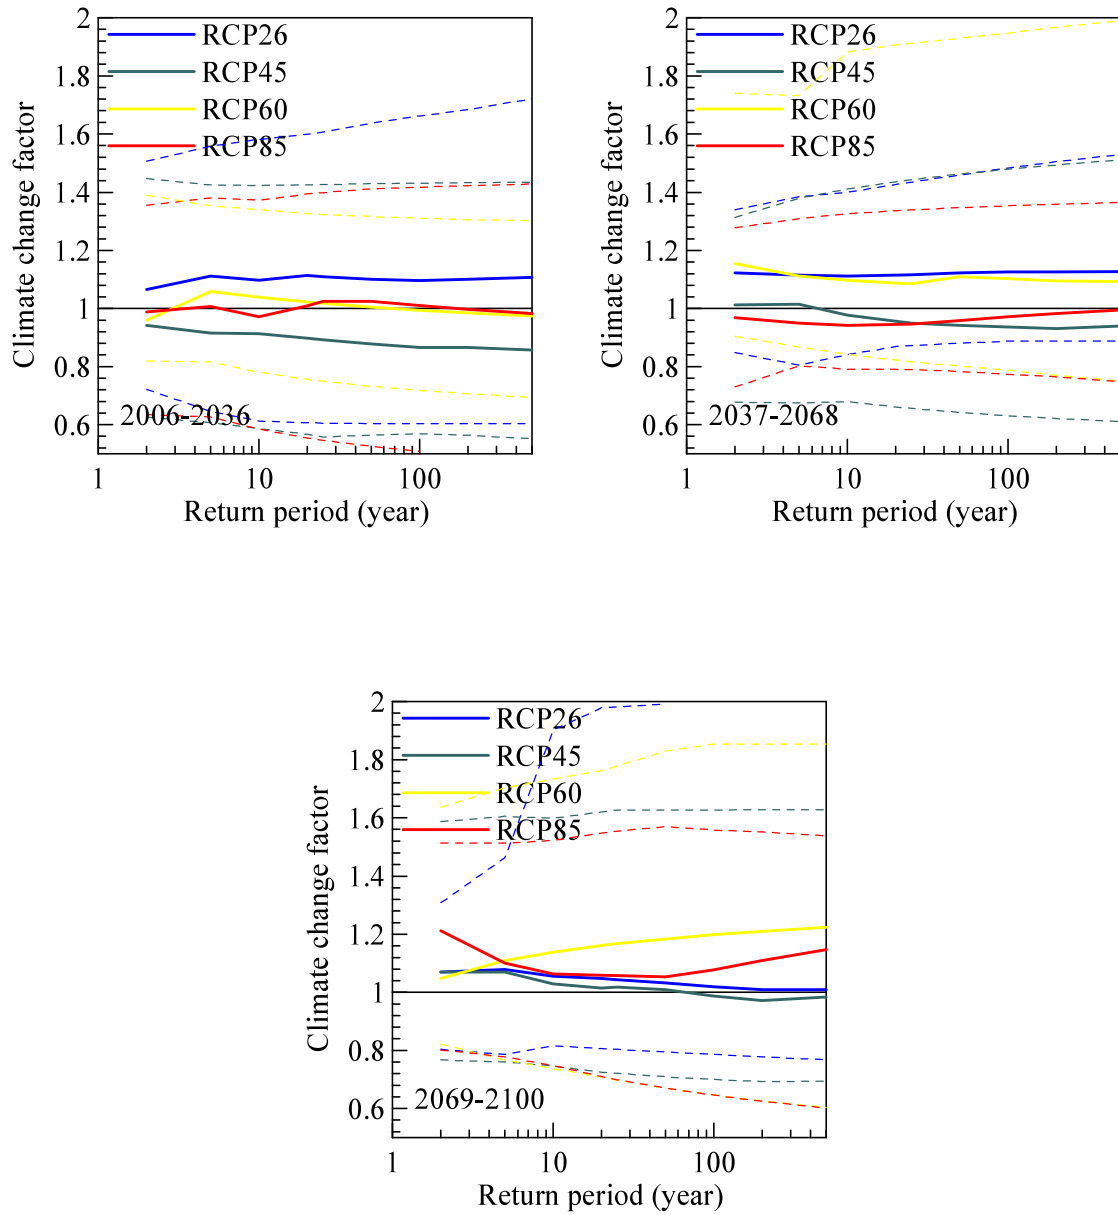 2
1.8
1.6
1.4
1.2
1
0.8
0.6
Climate change factor
RCP26
RCP45
RCP60
RCP85
2006-2036
1
10
100
Return period (year)
2
1.8
1.6
1.4
1.2
1
0.8
0.6
Climate change factor
RCP26
RCP45
RCP60
RCP85
2037-2068
1
10
100
Return period (year)
2
1.8
1.6
1.4
1.2
1
0.8
0.6
Climate change factor
RCP26
RCP45
RCP60
RCP85
2069-2100
1
10
100
Return period (year)